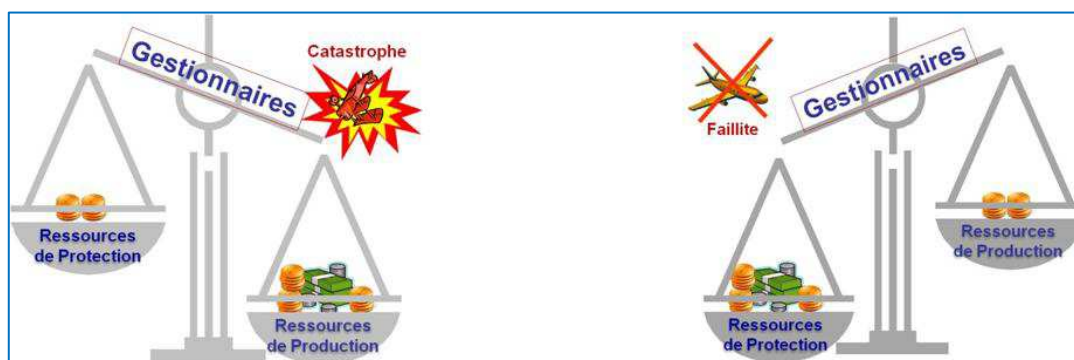 Gestionnaires
Catastrophe
Ressources
de Protection
Ressources
de Production
Faillite
Gestionnaires
Ressources
de Protection
Ressources
de Production